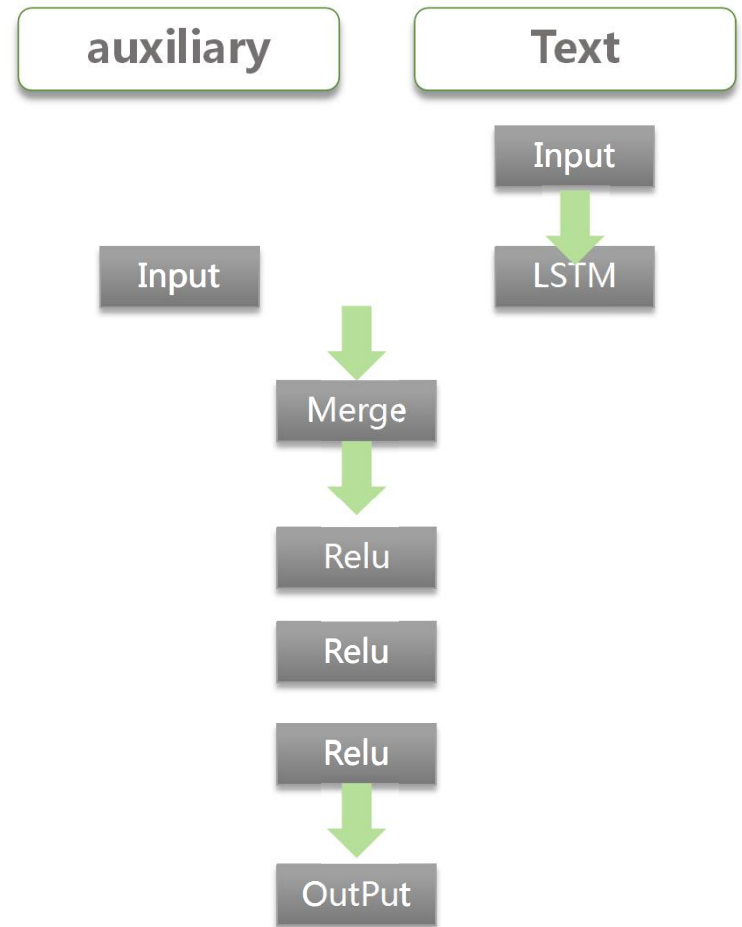 auxiliary
Text
Input
Input
LSTM
Merge
Relu
Relu
Relu
OutPut